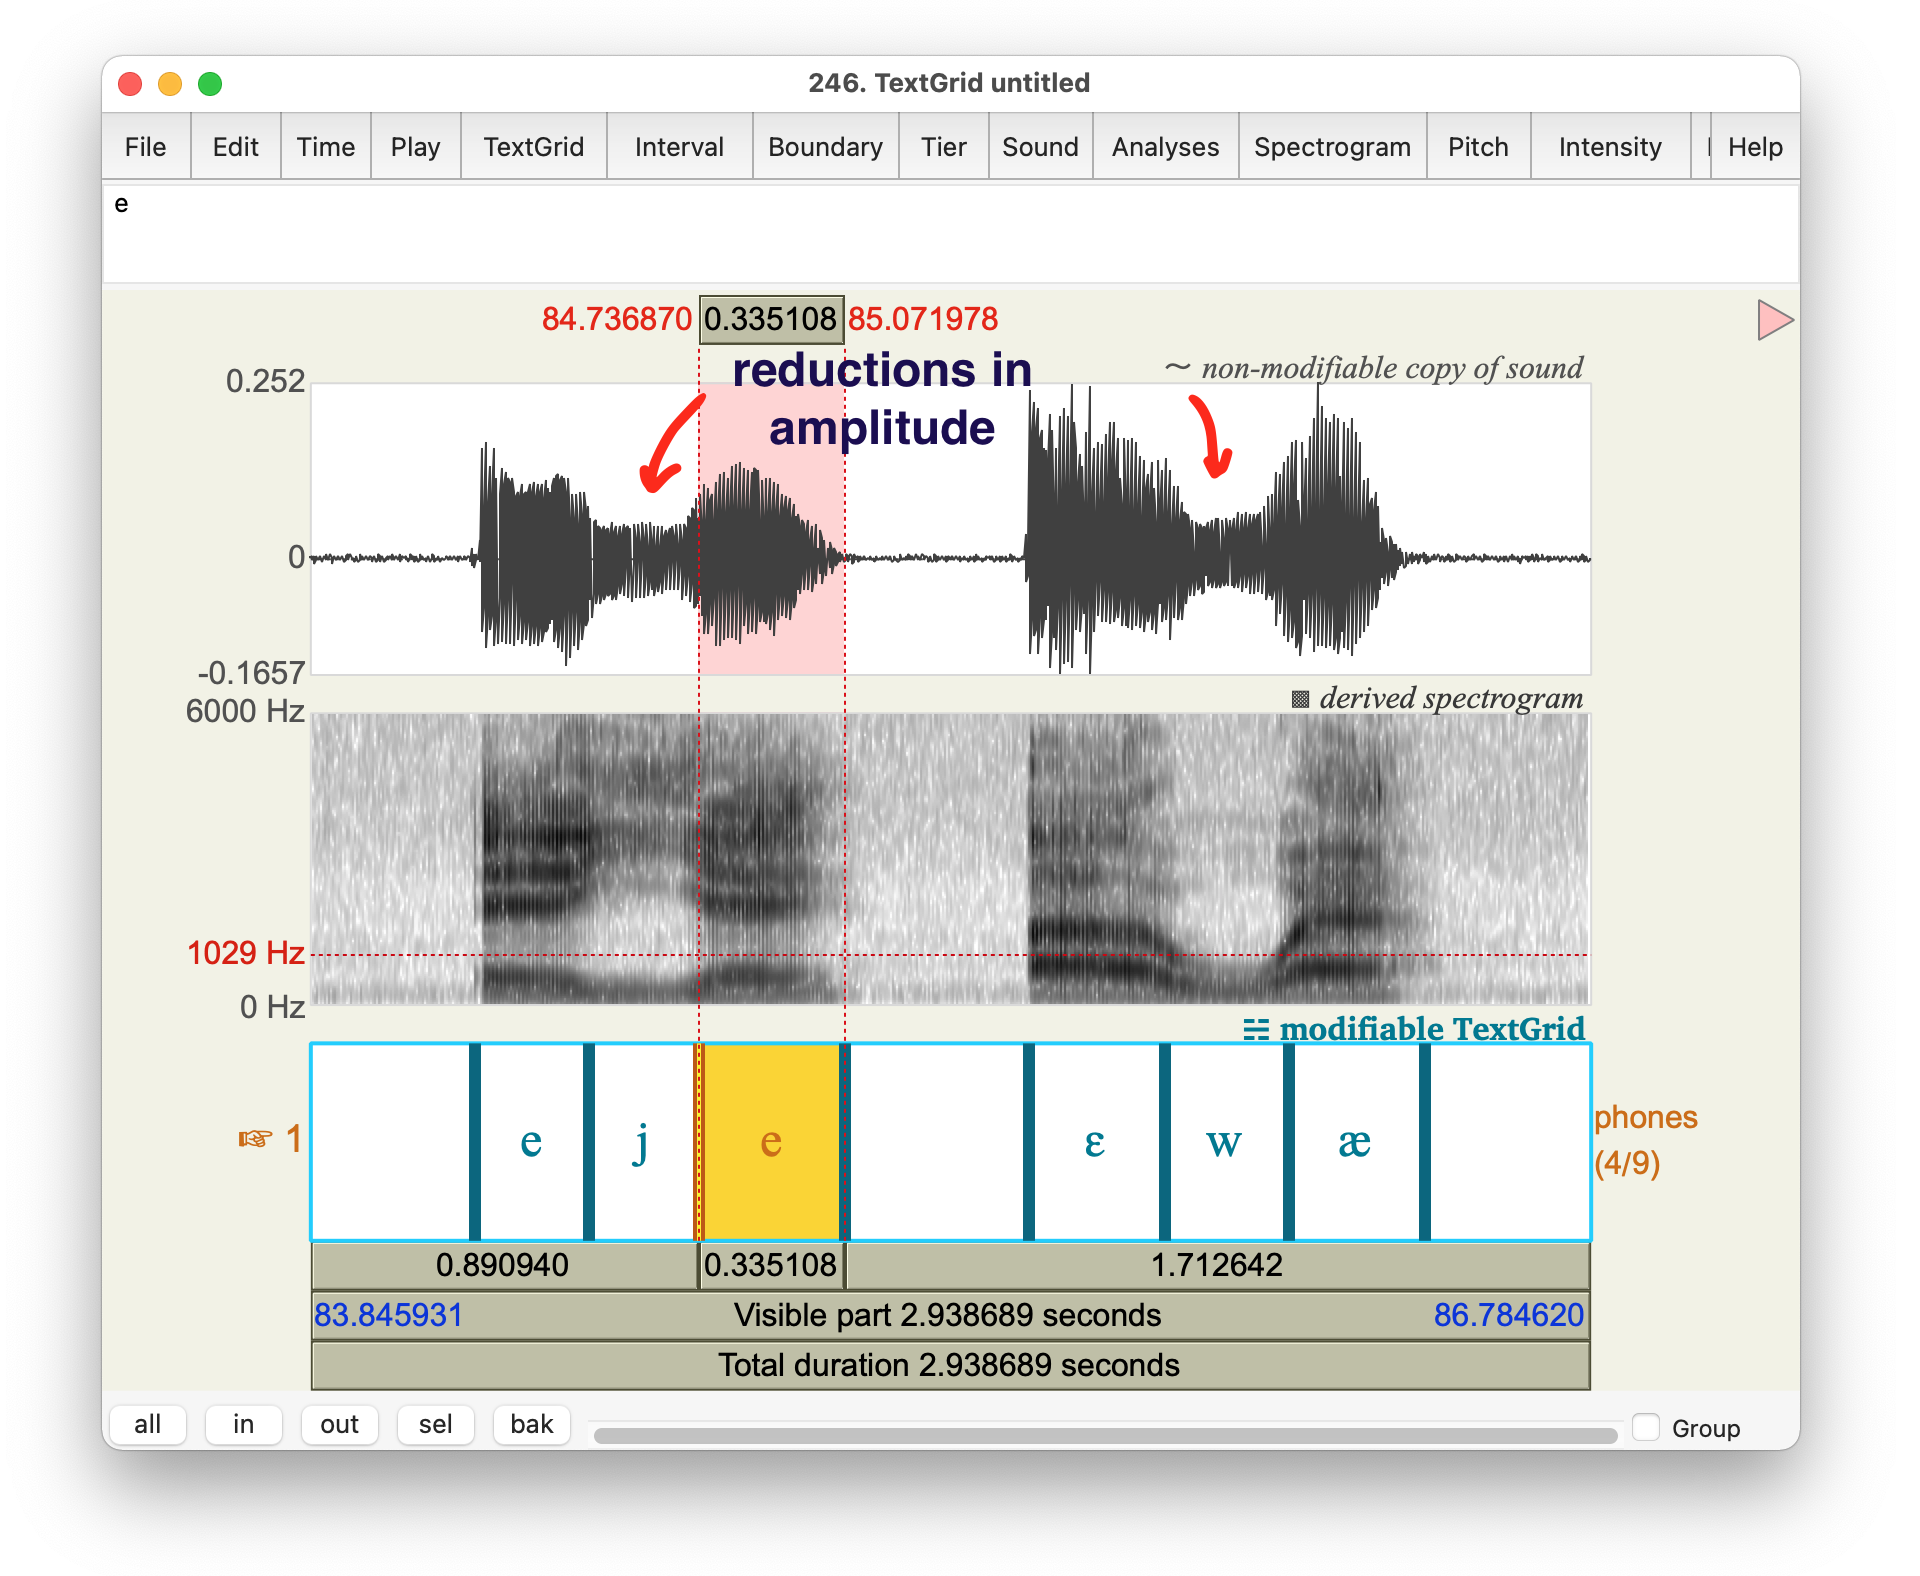 246. TextGrid untitled
File Edit Time Play TextGrid Interval Boundary Tier Sound Analyses Spectrogram Pitch Intensity Help
e
84.736870 0.335108 85.071978
reductions in
amplitude
~ non-modifiable copy of sound
0.252
0
-0.1657
▩ derived spectrogram
6000 Hz
1029 Hz
0 Hz
☵ modifiable TextGrid
☞ 1 e j e ɛ w æ phones
(4/9)
0.890940 0.335108 1.712642
83.845931 Visible part 2.938689 seconds 86.784620
Total duration 2.938689 seconds
all in out sel bak Group